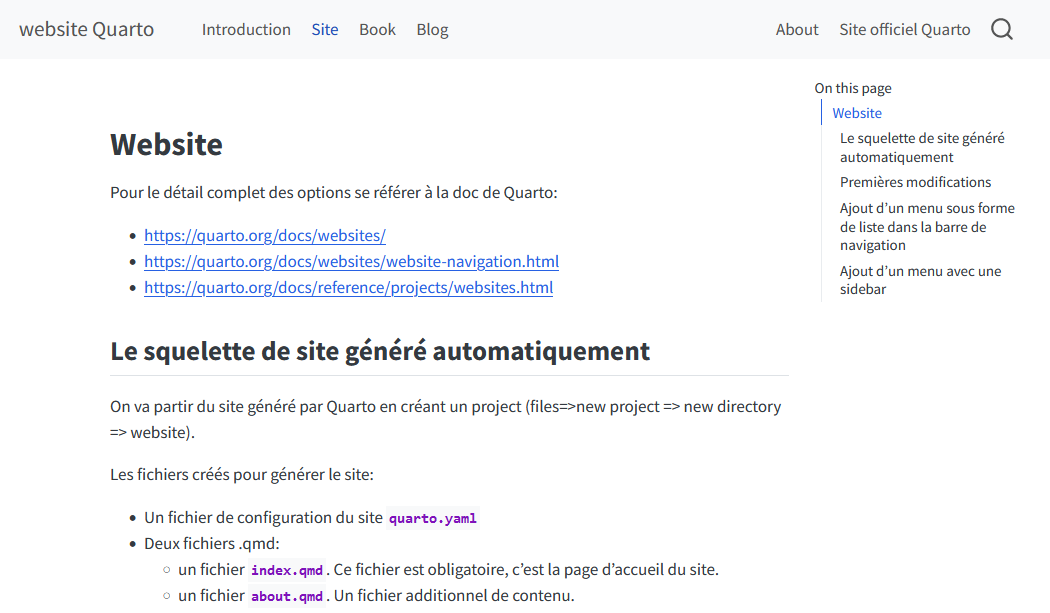 website Quarto Introduction Site Book Blog About Site officiel Quarto
On this page
Website
Le squelette de site généré
automatiquement
Premières modifications
Ajout d’un menu sous forme
de liste dans la barre de
navigation
Ajout d’un menu avec une
sidebar
Website
Pour le détail complet des options se référer à la doc de Quarto:
https://quarto.org/docs/websites/
https://quarto.org/docs/websites/website-navigation.html
https://quarto.org/docs/reference/projects/websites.html
Le squelette de site généré automatiquement
On va partir du site généré par Quarto en créant un project (files=>new project => new directory
=> website).
Les fichiers créés pour générer le site:
Un fichier de configuration du site quarto.yaml
Deux fichiers .qmd:
un fichier index.qmd. Ce fichier est obligatoire, c’est la page d’accueil du site.
un fichier about.qmd. Un fichier additionnel de contenu.